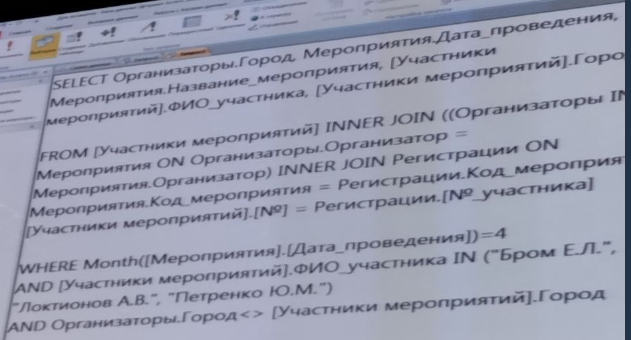 SELECT Организаторы.Город, Мероприятия.Дата_проведения,
Мероприятия.Название_мероприятия, [Участники
мероприятий].ФИО_участника, [Участники мероприятий].Горо
FROM [Участники мероприятий] INNER JOIN ((Организаторы IN
Мероприятия ON Организаторы.Организатор =
Мероприятия.Организатор) INNER JOIN Регистрации ON
Мероприятия.Код_мероприятия = Регистрации.Код_мероприя
[Участники мероприятий].[№] = Регистрации.[№_участника]
WHERE Month([Мероприятия].[Дата_проведения])=4
AND [Участники мероприятий].ФИО_участника IN ("Бром Е.Л.",
"Локтионов А.В.", "Петренко Ю.М.")
AND Организаторы.Город<> [Участники мероприятий].Город